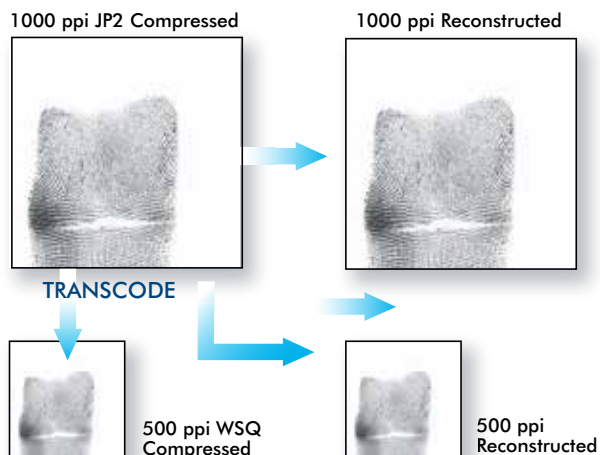 1000 ppi JP2 Compressed
1000 ppi Reconstructed
TRANSCODE
500 ppi WSQ
Compressed
500 ppi
Reconstructed